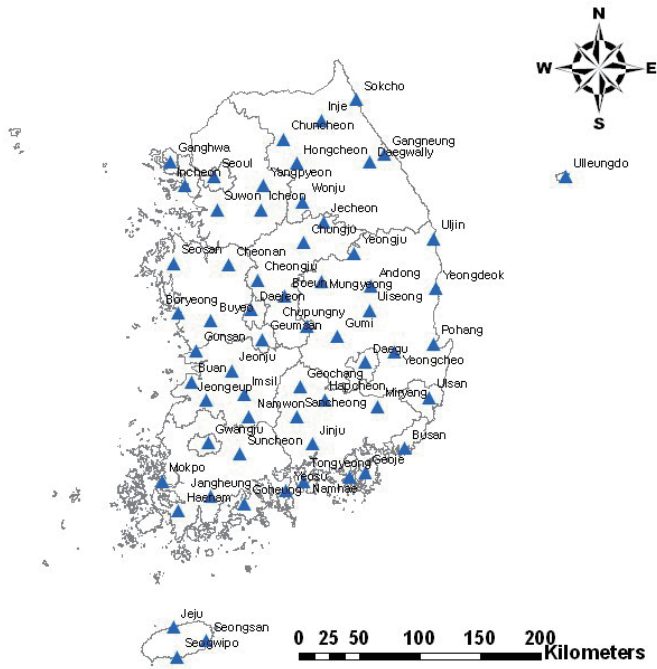 N
W E
S
Sokcho
Inje
Chuncheon
Gangneung
Ganghwa
Hongcheon
Daegwally
Seoul
Ulleungdo
Incheon
Yangpyeon
Suwon
Icheon
Wonju
Jecheon
Chungju
Uljin
Yeongju
Seosan
Cheonan
Cheongju
Andong
Yeongdeok
Boeun
Mungyeong
Boryeong
Buyeo
Daejeon
Uiseong
Chupungny
Geumsan
Gumi
Gunsan
Pohang
Jeonju
Daegu
Yeongcheo
Buan
Imsil
Geochang
Jeongeup
Hapcheon
Miryang
Ulsan
Namwon
Sancheong
Gwangju
Suncheon
Jinju
Busan
Mokpo
Tongyeong
Geoje
Jangheung
Yeosu
Namhae
Haenam
Goheung
Jeju
Seongsan
Seogwipo
0 25 50 100 150 200
Kilometers